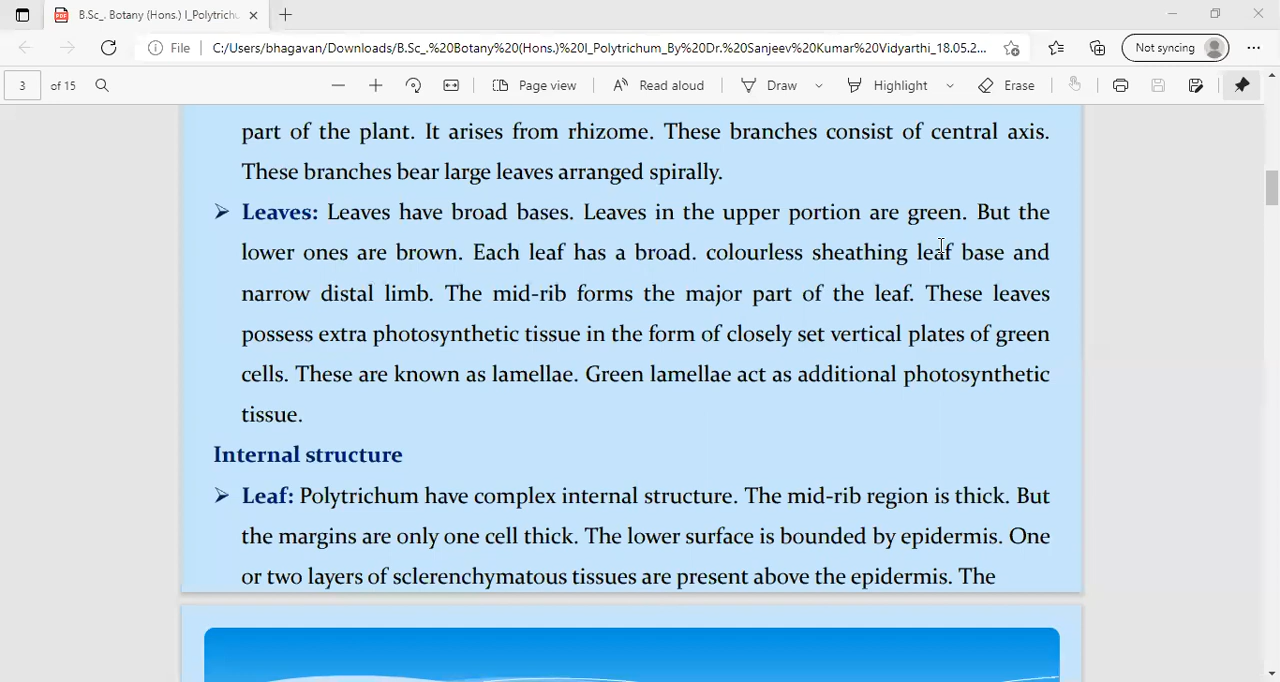 B.Sc_. Botany (Hons.) I_Polytrichu
File
C:/Users/bhagavan/Downloads/B.Sc_.%20Botany%20(Hons.)%20I_Polytrichum_By%20Dr.%20Sanjeev%20Kumar%20Vidyarthi_18.05.2...
Not syncing
3 of 15
Page view
Read aloud
Draw
Highlight
Erase
part of the plant. It arises from rhizome. These branches consist of central axis.
These branches bear large leaves arranged spirally.
➢ Leaves: Leaves have broad bases. Leaves in the upper portion are green. But the
lower ones are brown. Each leaf has a broad. colourless sheathing leaf base and
narrow distal limb. The mid-rib forms the major part of the leaf. These leaves
possess extra photosynthetic tissue in the form of closely set vertical plates of green
cells. These are known as lamellae. Green lamellae act as additional photosynthetic
tissue.
Internal structure
➢ Leaf: Polytrichum have complex internal structure. The mid-rib region is thick. But
the margins are only one cell thick. The lower surface is bounded by epidermis. One
or two layers of sclerenchymatous tissues are present above the epidermis. The